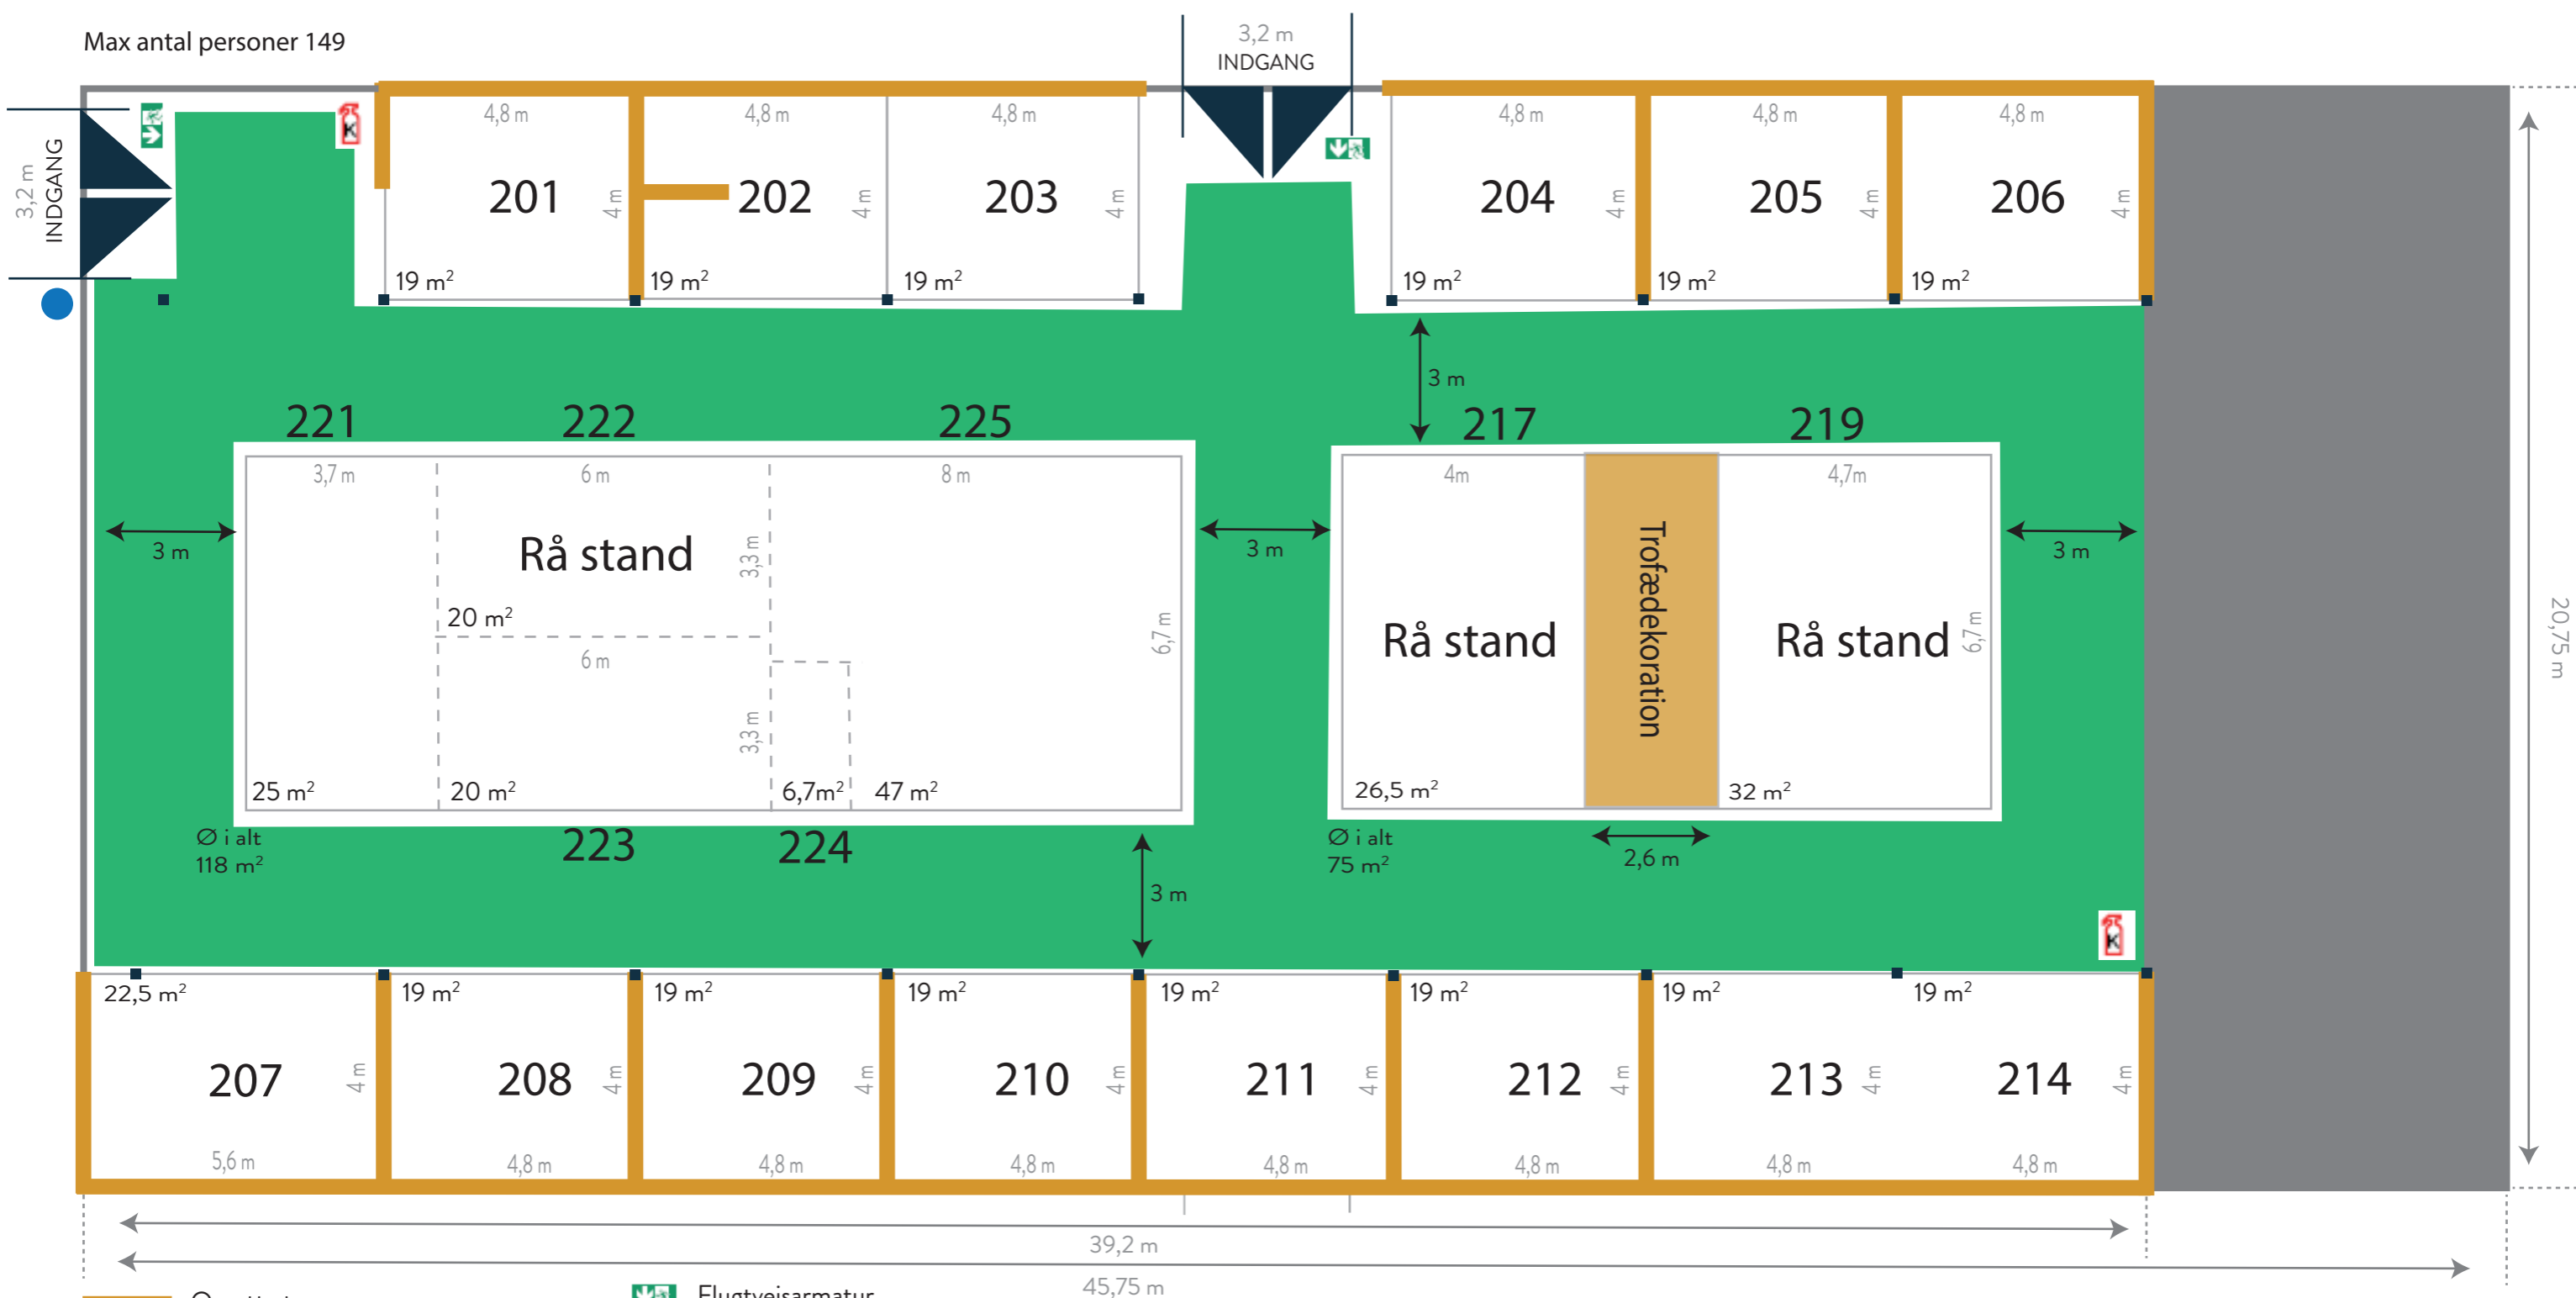 Max antal personer 149
3,2 m
INDGANG
3,2 m
INDGANG
4,8 m
4,8 m
4,8 m
4,8 m
4,8 m
4,8 m
K
201
4 m
202
4 m
203
4 m
204
4 m
205
4 m
206
4 m
19 m²
19 m²
19 m²
19 m²
19 m²
19 m²
3 m
221
222
225
217
219
3,7 m
6 m
8 m
4m
4,7m
3 m
Rå stand
3,3 m
3 m
3 m
20 m²
6 m
6,7 m
Rå stand
Trofædekoration
Rå stand
6,7 m
20,75 m
3,3 m
25 m²
20 m²
6,7m²
47 m²
26,5 m²
32 m²
Ø i alt
118 m²
223
224
Ø i alt
75 m²
2,6 m
3 m
K
22,5 m²
19 m²
19 m²
19 m²
19 m²
19 m²
19 m²
19 m²
207
4 m
208
4 m
209
4 m
210
4 m
211
4 m
212
4 m
213
4 m
214
4 m
5,6 m
4,8 m
4,8 m
4,8 m
4,8 m
4,8 m
4,8 m
4,8 m
39,2 m
45,75 m
Flugtvejsarmatur